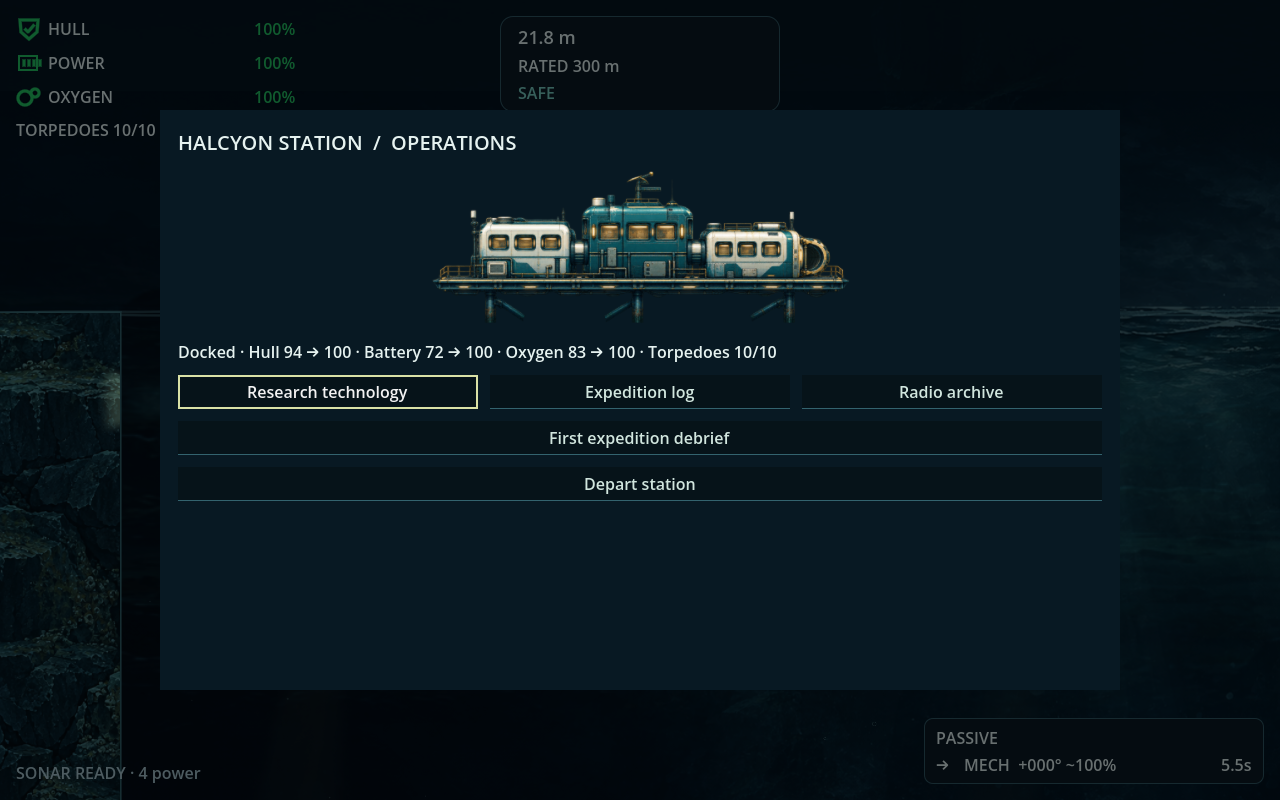 HULL 100%
POWER 100%
OXYGEN 100%
TORPEDOES 10/10
21.8 m
RATED 300 m
SAFE
HALCYON STATION / OPERATIONS
Docked · Hull 94 → 100 · Battery 72 → 100 · Oxygen 83 → 100 · Torpedoes 10/10
Research technology
Expedition log
Radio archive
First expedition debrief
Depart station
SONAR READY · 4 power
PASSIVE
→ MECH +000° ~100% 5.5s